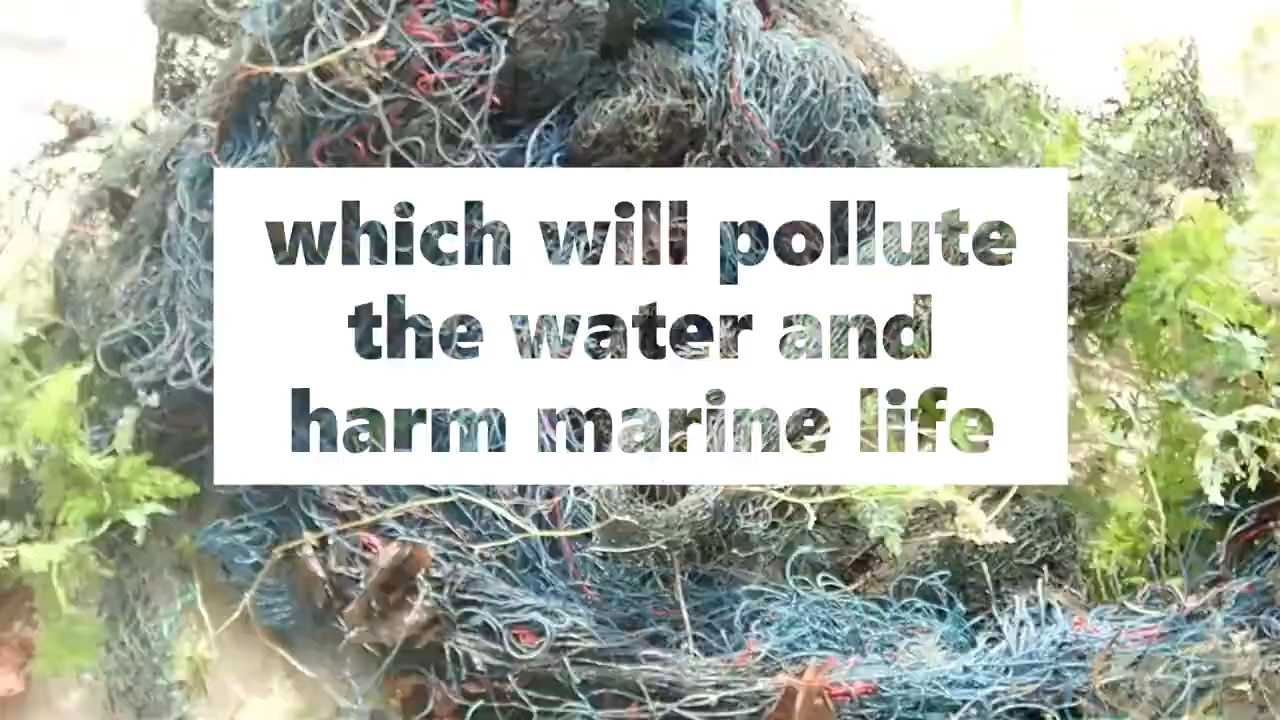 which will pollute
the water and
harm marine life